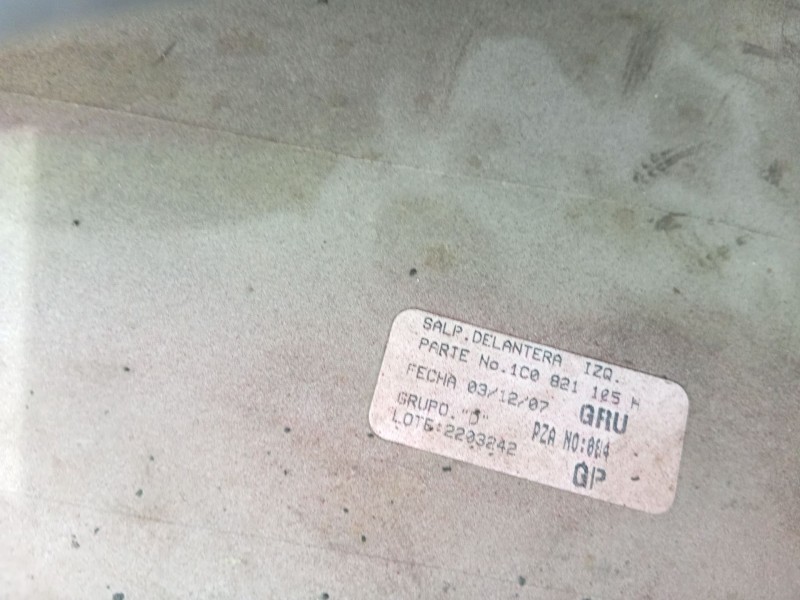 SALP. DELANTERA IZQ.
PARTE No.1C0 821 105 H
FECHA 03/12/07 GRU
GRUPO. "D" PZA NO:004
LOTE:2203242
GP